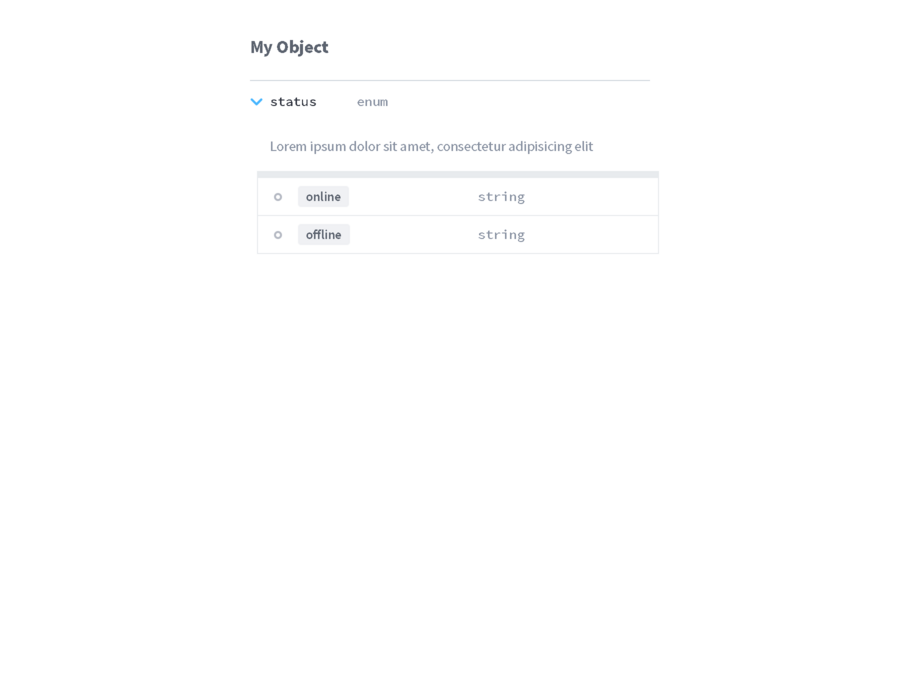 My Object
status enum
Lorem ipsum dolor sit amet, consectetur adipisicing elit
online string
offline string